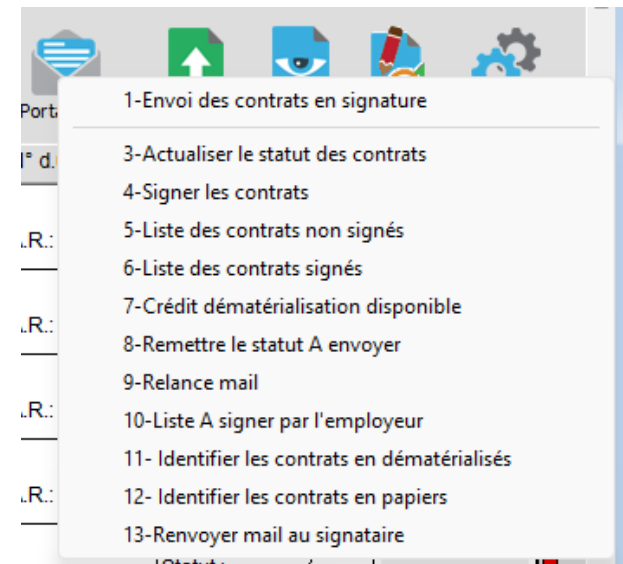 Port
1-Envoi des contrats en signature
N° d.
3-Actualiser le statut des contrats
4-Signer les contrats
.R.:
5-Liste des contrats non signés
6-Liste des contrats signés
7-Crédit dématérialisation disponible
.R.:
8-Remettre le statut A envoyer
9-Relance mail
.R.:
10-Liste A signer par l'employeur
11- Identifier les contrats en dématérialisés
.R.:
12- Identifier les contrats en papiers
13-Renvoyer mail au signataire